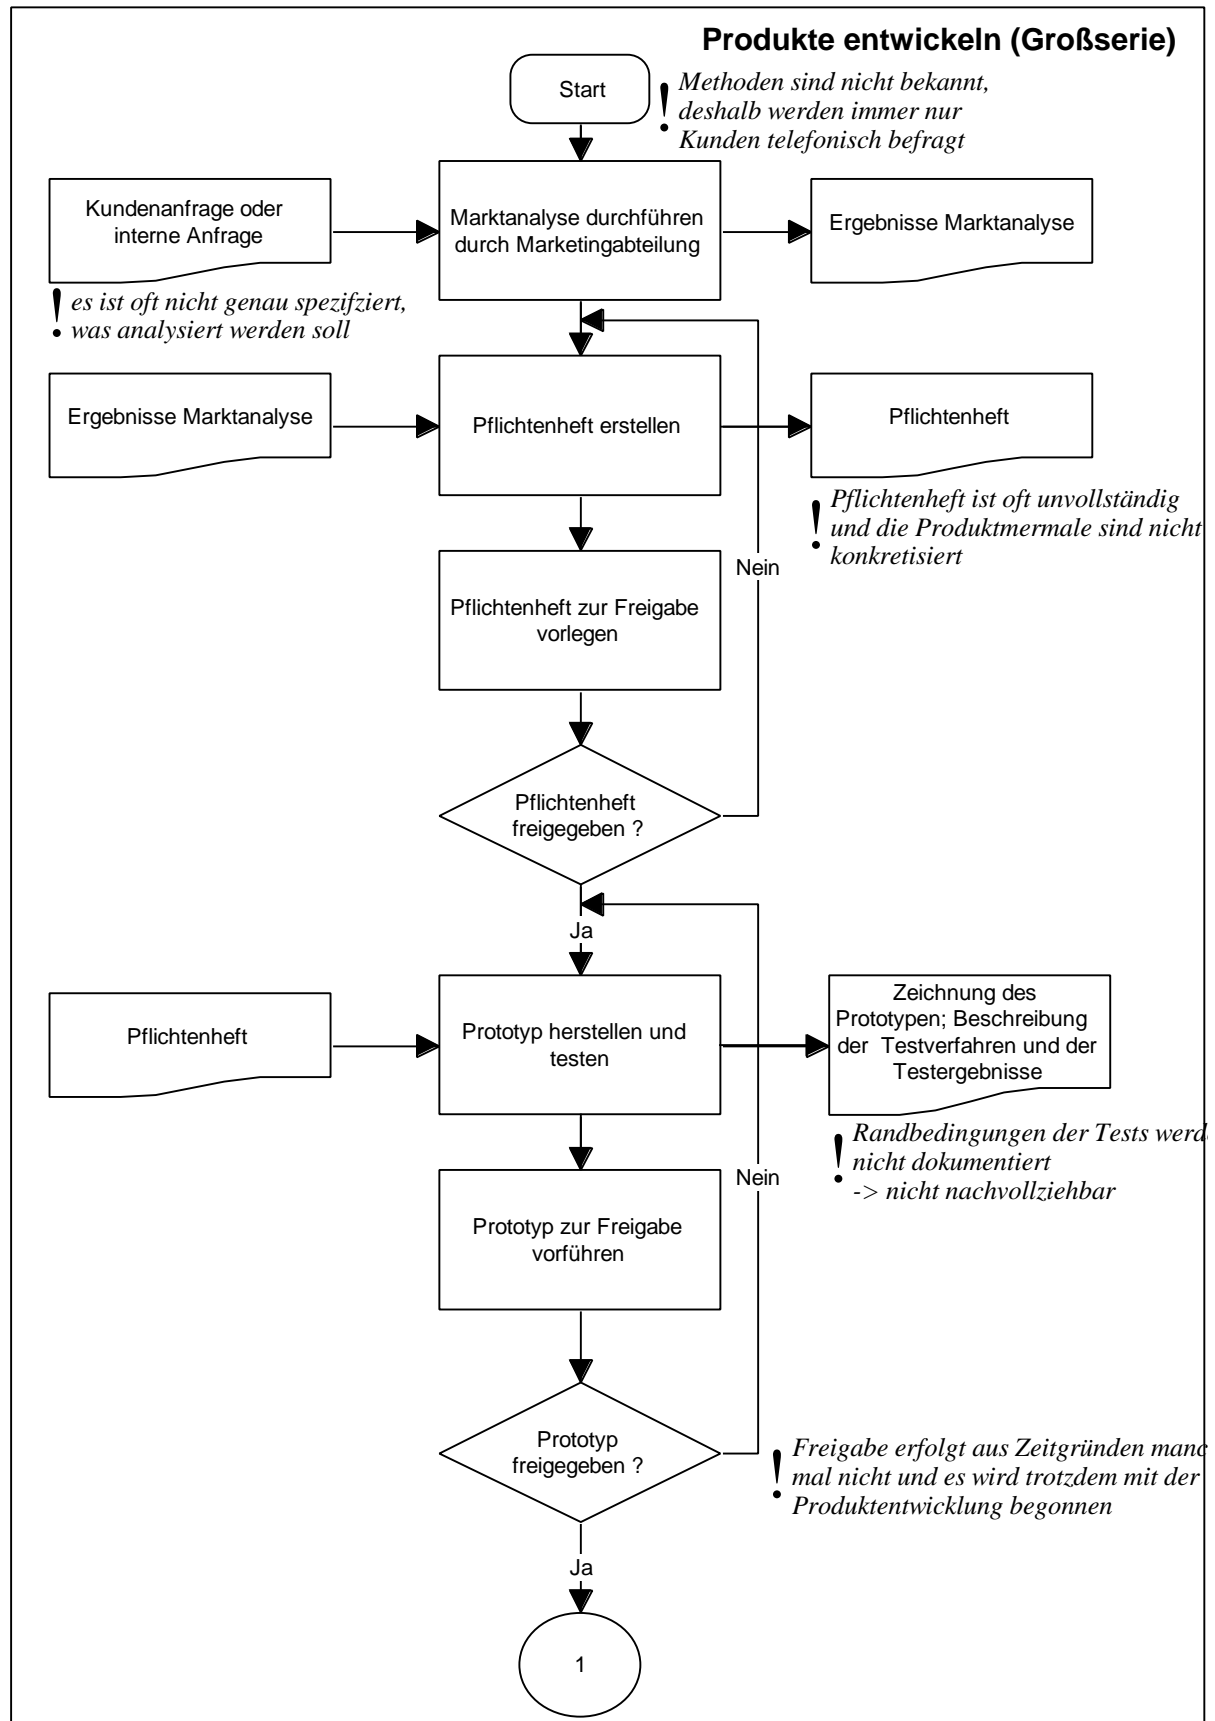 Produkte entwickeln (Großserie)
Start
! Methoden sind nicht bekannt,
deshalb werden immer nur
Kunden telefonisch befragt
Kundenanfrage oder
interne Anfrage
Marktanalyse durchführen
durch Marketingabteilung
Ergebnisse Marktanalyse
! es ist oft nicht genau spezifziert,
was analysiert werden soll
Ergebnisse Marktanalyse
Pflichtenheft erstellen
Pflichtenheft
! Pflichtenheft ist oft unvollständig
und die Produktmermale sind nicht
konkretisiert
Nein
Pflichtenheft zur Freigabe
vorlegen
Pflichtenheft
freigegeben ?
Ja
Pflichtenheft
Prototyp herstellen und
testen
Zeichnung des
Prototypen; Beschreibung
der Testverfahren und der
Testergebnisse
! Randbedingungen der Tests werd
nicht dokumentiert
-> nicht nachvollziehbar
Nein
Prototyp zur Freigabe
vorführen
Prototyp
freigegeben ?
! Freigabe erfolgt aus Zeitgründen manc
mal nicht und es wird trotzdem mit der
Produktentwicklung begonnen
Ja
1